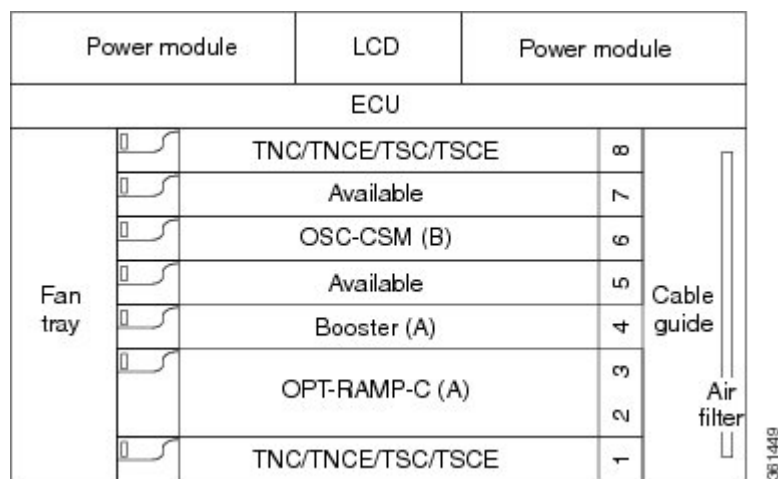 Power module
LCD
Power module
ECU
TNC/TNCE/TSC/TSCE
8
Available
7
OSC-CSM (B)
6
Available
5
Booster (A)
4
OPT-RAMP-C (A)
3
2
TNC/TNCE/TSC/TSCE
1
Fan
tray
Cable
guide
Air
filter
361449